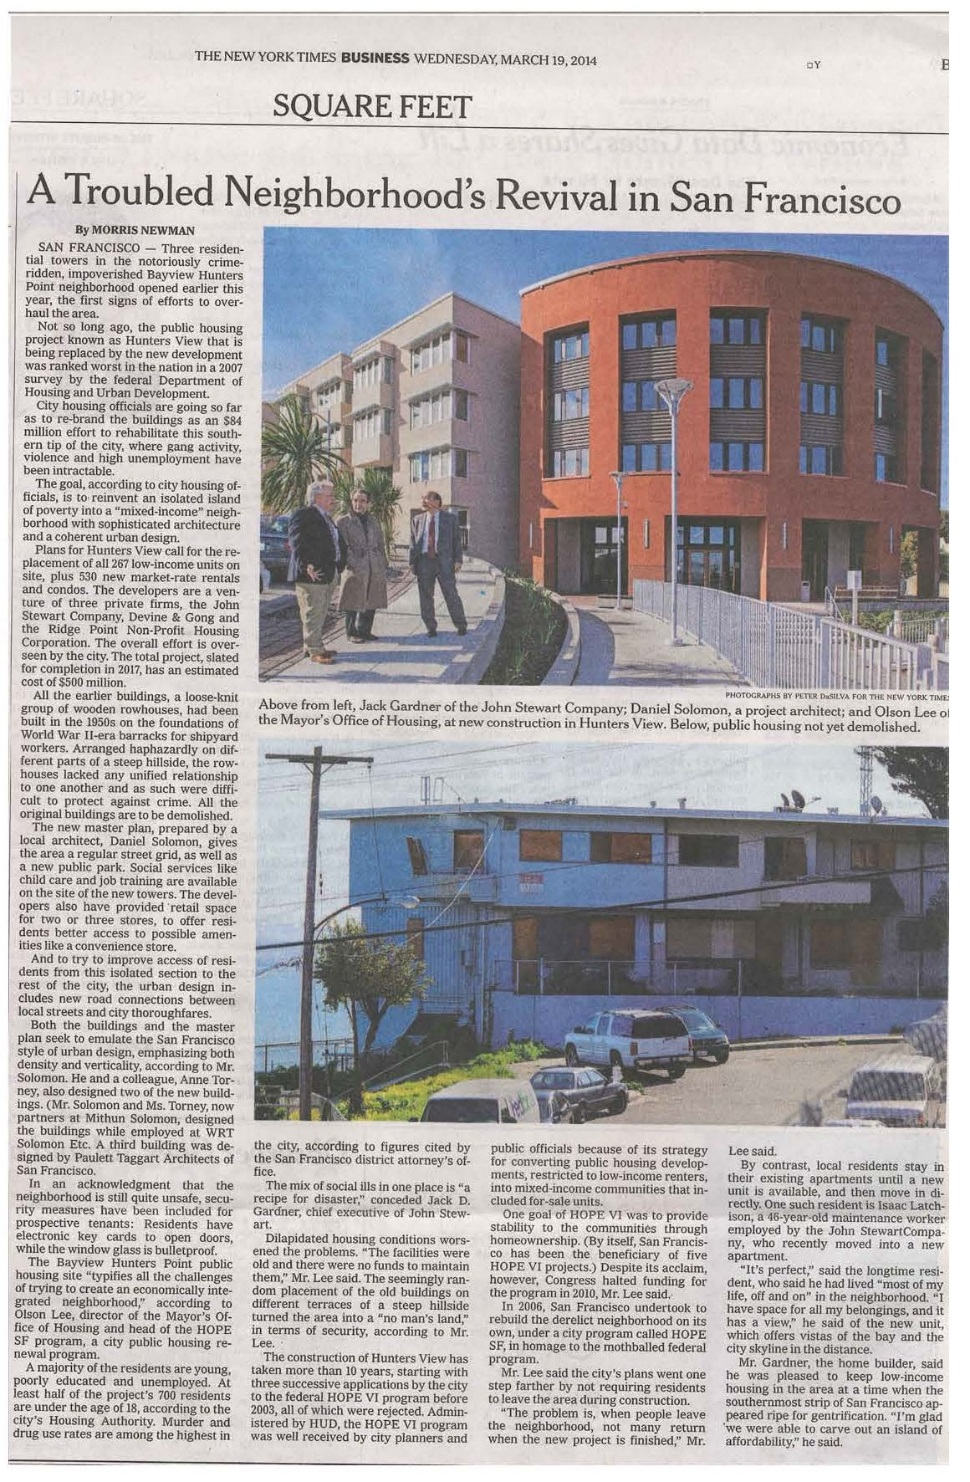 THE NEW YORK TIMES BUSINESS WEDNESDAY, MARCH 19, 2014
□Y
SQUARE FEET
A Troubled Neighborhood's Revival in San Francisco
By MORRIS NEWMAN
SAN FRANCISCO — Three residen-
tial towers in the notoriously crime-
ridden, impoverished Bayview Hunters
Point neighborhood opened earlier this
year, the first signs of efforts to over-
haul the area.
Not so long ago, the public housing
project known as Hunters View that is
being replaced by the new development
was ranked worst in the nation in a 2007
survey by the federal Department of
Housing and Urban Development.
City housing officials are going so far
as to re-brand the buildings as an $84
million effort to rehabilitate this south-
ern tip of the city, where gang activity,
violence and high unemployment have
been intractable.
The goal, according to city housing of-
ficials, is to reinvent an isolated island
of poverty into a "mixed-income" neigh-
borhood with sophisticated architecture
and a coherent urban design.
Plans for Hunters View call for the re-
placement of all 267 low-income units on
site, plus 530 new market-rate rentals
and condos. The developers are a ven-
ture of three private firms, the John
Stewart Company, Devine & Gong and
the Ridge Point Non-Profit Housing
Corporation. The overall effort is over-
seen by the city. The total project, slated
for completion in 2017, has an estimated
cost of $500 million.
All the earlier buildings, a loose-knit
group of wooden rowhouses, had been
built in the 1950s on the foundations of
World War II-era barracks for shipyard
workers. Arranged haphazardly on dif-
ferent parts of a steep hillside, the row-
houses lacked any unified relationship
to one another and as such were diffi-
cult to protect against crime. All the
original buildings are to be demolished.
The new master plan, prepared by a
local architect, Daniel Solomon, gives
the area a regular street grid, as well as
a new public park. Social services like
child care and job training are available
on the site of the new towers. The devel-
opers also have provided retail space
for two or three stores, to offer resi-
dents better access to possible amen-
ities like a convenience store.
And to try to improve access of resi-
dents from this isolated section to the
rest of the city, the urban design in-
cludes new road connections between
local streets and city thoroughfares.
Both the buildings and the master
plan seek to emulate the San Francisco
style of urban design, emphasizing both
density and verticality, according to Mr.
Solomon. He and a colleague, Anne Tor-
ney, also designed two of the new build-
ings. (Mr. Solomon and Ms. Torney, now
partners at Mithun Solomon, designed
the buildings while employed at WRT
Solomon Etc. A third building was de-
signed by Paulett Taggart Architects of
San Francisco.
In an acknowledgment that the
neighborhood is still quite unsafe, secu-
rity measures have been included for
prospective tenants: Residents have
electronic key cards to open doors,
while the window glass is bulletproof.
The Bayview Hunters Point public
housing site "typifies all the challenges
of trying to create an economically inte-
grated neighborhood," according to
Olson Lee, director of the Mayor's Of-
fice of Housing and head of the HOPE
SF program, a city public housing re-
newal program.
A majority of the residents are young,
poorly educated and unemployed. At
least half of the project's 700 residents
are under the age of 18, according to the
city's Housing Authority. Murder and
drug use rates are among the highest in
PHOTOGRAPHS BY PETER DaSILVA FOR THE NEW YORK TIME
Above from left, Jack Gardner of the John Stewart Company; Daniel Solomon, a project architect; and Olson Lee of
the Mayor's Office of Housing, at new construction in Hunters View. Below, public housing not yet demolished.
the city, according to figures cited by
the San Francisco district attorney's of-
fice.
The mix of social ills in one place is "a
recipe for disaster," conceded Jack D.
Gardner, chief executive of John Stew-
art.
Dilapidated housing conditions wors-
ened the problems. "The facilities were
old and there were no funds to maintain
them," Mr. Lee said. The seemingly ran-
dom placement of the old buildings on
different terraces of a steep hillside
turned the area into a "no man's land,"
in terms of security, according to Mr.
Lee.
The construction of Hunters View has
taken more than 10 years, starting with
three successive applications by the city
to the federal HOPE VI program before
2003, all of which were rejected. Admin-
istered by HUD, the HOPE VI program
was well received by city planners and
public officials because of its strategy
for converting public housing develop-
ments, restricted to low-income renters,
into mixed-income communities that in-
cluded for-sale units.
One goal of HOPE VI was to provide
stability to the communities through
homeownership. (By itself, San Francis-
co has been the beneficiary of five
HOPE VI projects.) Despite its acclaim,
however, Congress halted funding for
the program in 2010, Mr. Lee said.
In 2006, San Francisco undertook to
rebuild the derelict neighborhood on its
own, under a city program called HOPE
SF, in homage to the mothballed federal
program.
Mr. Lee said the city's plans went one
step farther by not requiring residents
to leave the area during construction.
"The problem is, when people leave
the neighborhood, not many return
when the new project is finished," Mr.
Lee said.
By contrast, local residents stay in
their existing apartments until a new
unit is available, and then move in di-
rectly. One such resident is Isaac Latch-
ison, a 46-year-old maintenance worker
employed by the John StewartCompa-
ny, who recently moved into a new
apartment.
"It's perfect," said the longtime resi-
dent, who said he had lived "most of my
life, off and on" in the neighborhood. "I
have space for all my belongings, and it
has a view," he said of the new unit,
which offers vistas of the bay and the
city skyline in the distance.
Mr. Gardner, the home builder, said
he was pleased to keep low-income
housing in the area at a time when the
southernmost strip of San Francisco ap-
peared ripe for gentrification. "I'm glad
we were able to carve out an island of
affordability," he said.